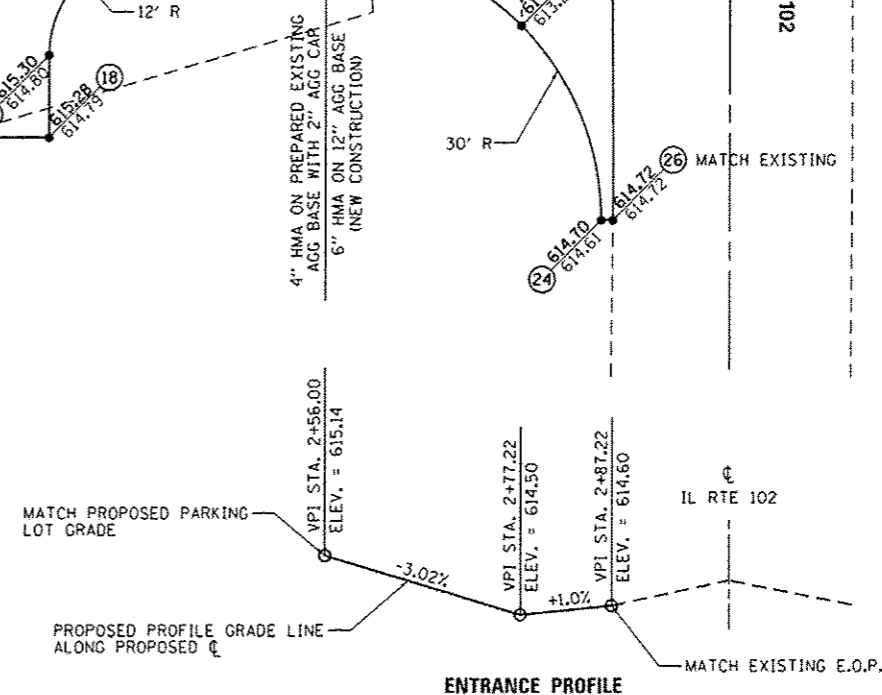 12' R
615.30
614.80
615.28
614.79
18
4" HMA ON PREPARED EXISTING
AGG BASE WITH 2" AGG CAP
6" HMA ON 12" AGG BASE
(NEW CONSTRUCTION)
102
30' R
614.72
614.72
26
MATCH EXISTING
614.70
614.61
24
VPI STA. 2+56.00
ELEV. = 615.14
VPI STA. 2+77.22
ELEV. = 614.50
VPI STA. 2+87.22
ELEV. = 614.60
℄
IL RTE 102
MATCH PROPOSED PARKING
LOT GRADE
-3.02%
+1.0%
PROPOSED PROFILE GRADE LINE
ALONG PROPOSED ℄
MATCH EXISTING E.O.P.
ENTRANCE PROFILE